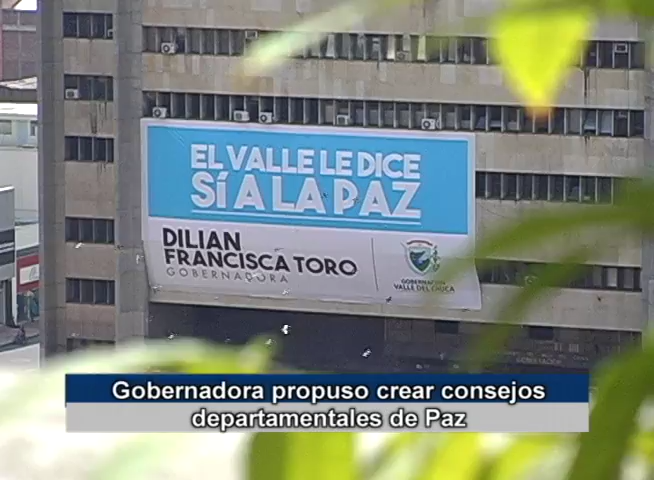 EL VALLE LE DICE
SÍ A LA PAZ
DILIAN
FRANCISCA TORO
GOBERNADORA
GOBERNACIÓN
VALLE DEL CAUCA
Gobernadora propuso crear consejos
departamentales de Paz